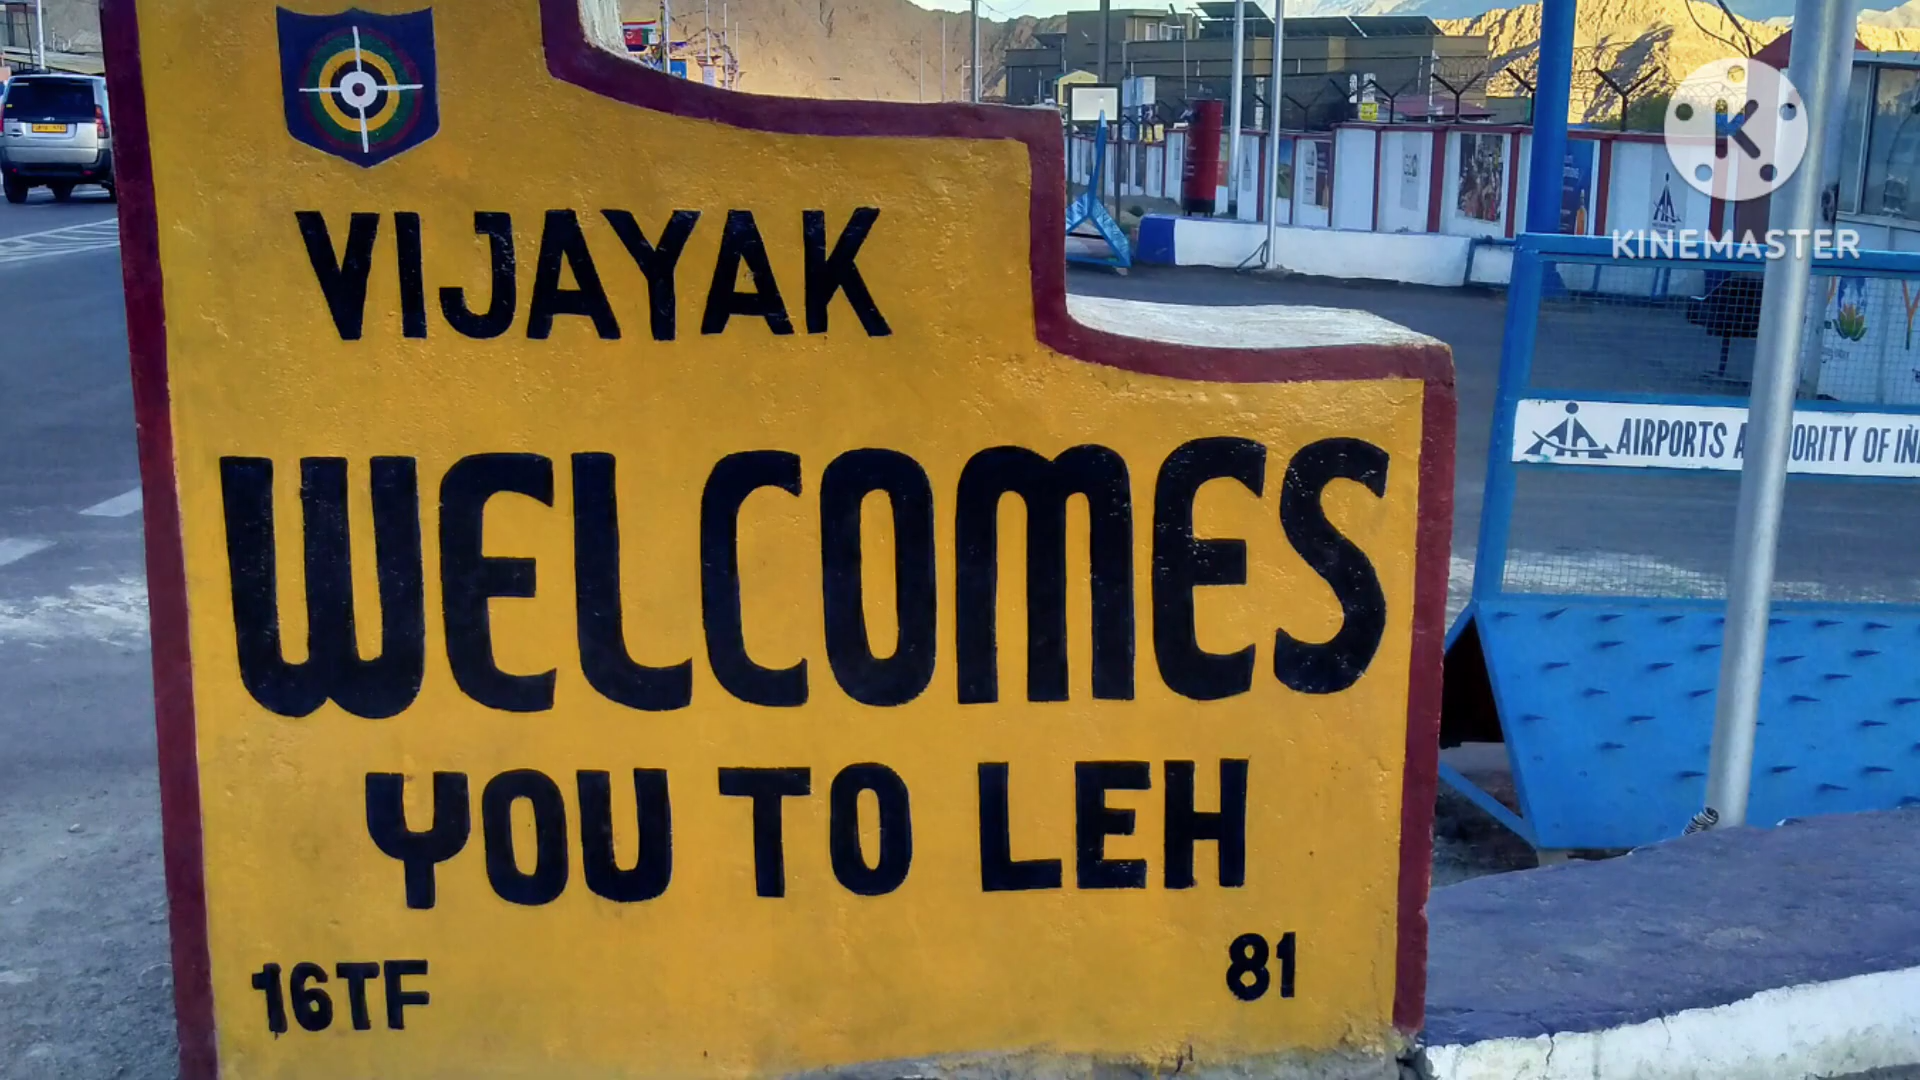 VIJAYAK
WELCOMES
YOU TO LEH
16TF
81
K
KINEMASTER
AIRPORTS A ORITY OF IN